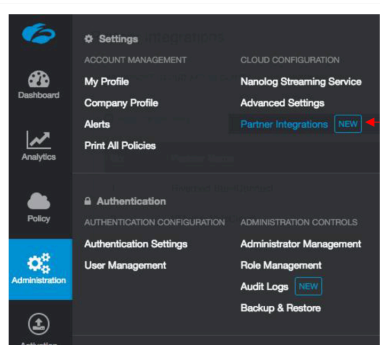 Settings
ACCOUNT MANAGEMENT
My Profile
Company Profile
Alerts
Print All Policies
CLOUD CONFIGURATION
Nanolog Streaming Service
Advanced Settings
Partner Integrations NEW
Dashboard
Analytics
Policy
Administration
Authentication
AUTHENTICATION CONFIGURATION
Authentication Settings
User Management
ADMINISTRATION CONTROLS
Administrator Management
Role Management
Audit Logs NEW
Backup & Restore